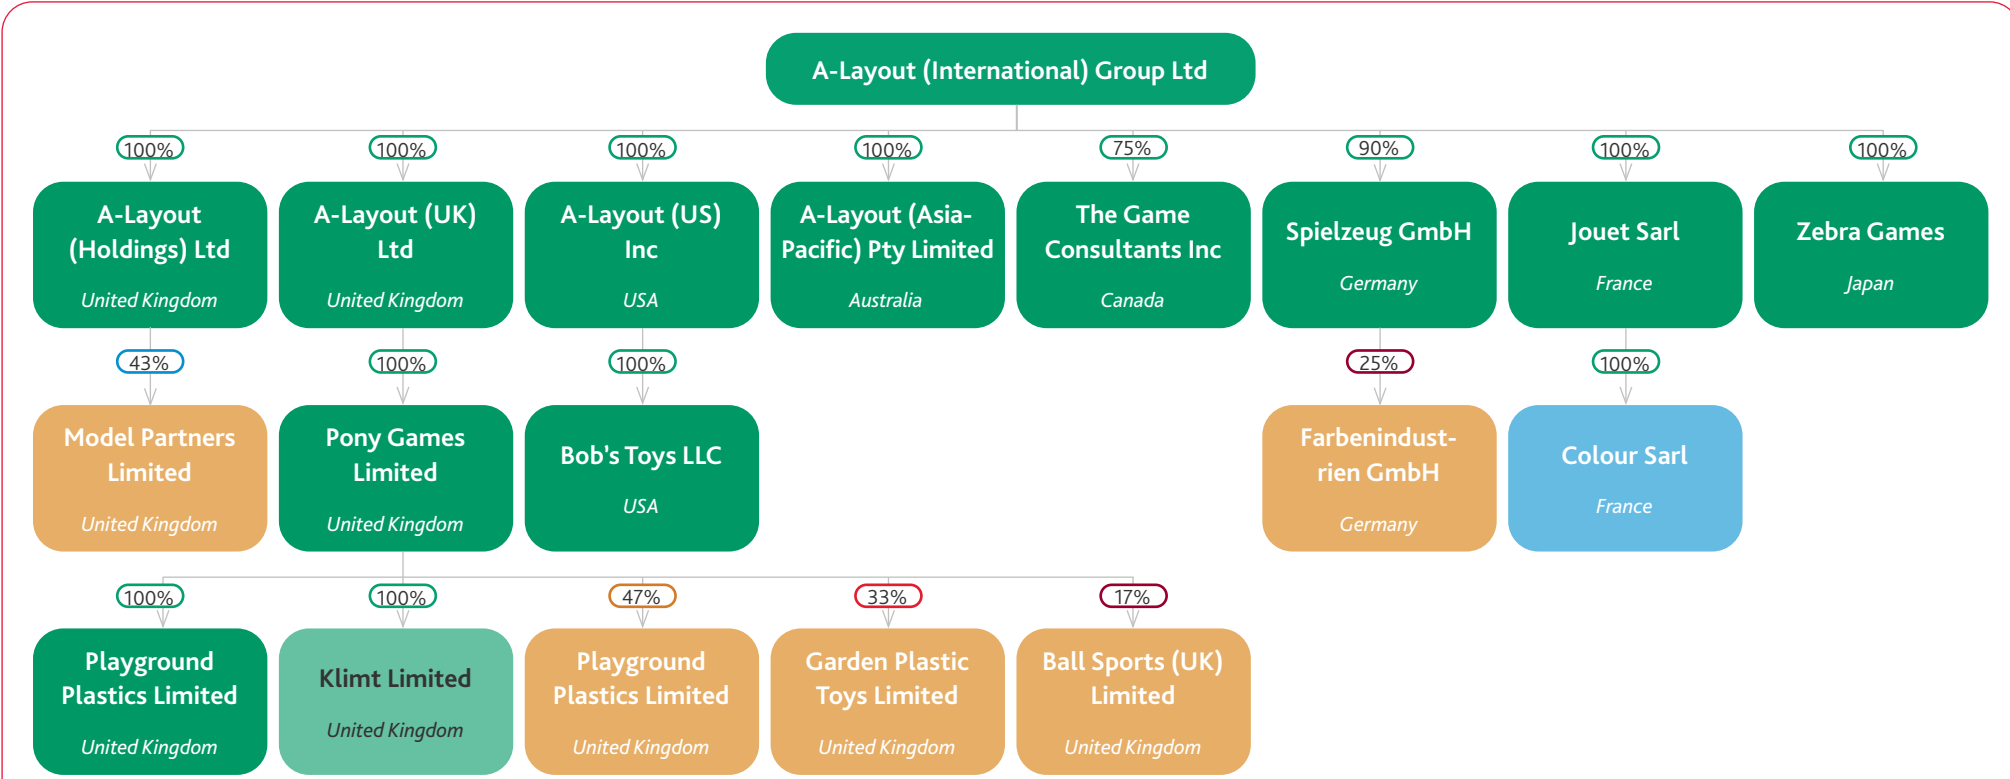 A-Layout (International) Group Ltd
100%
100%
100%
100%
75%
90%
100%
100%
A-Layout
(Holdings) Ltd
United Kingdom
A-Layout (UK)
Ltd
United Kingdom
A-Layout (US)
Inc
USA
A-Layout (Asia-
Pacific) Pty Limited
Australia
The Game
Consultants Inc
Canada
Spielzeug GmbH
Germany
Jouet Sarl
France
Zebra Games
Japan
43%
100%
100%
25%
100%
Model Partners
Limited
United Kingdom
Pony Games
Limited
United Kingdom
Bob's Toys LLC
USA
Farbenindust-
rien GmbH
Germany
Colour Sarl
France
100%
100%
47%
33%
17%
Playground
Plastics Limited
United Kingdom
Klimt Limited
United Kingdom
Playground
Plastics Limited
United Kingdom
Garden Plastic
Toys Limited
United Kingdom
Ball Sports (UK)
Limited
United Kingdom